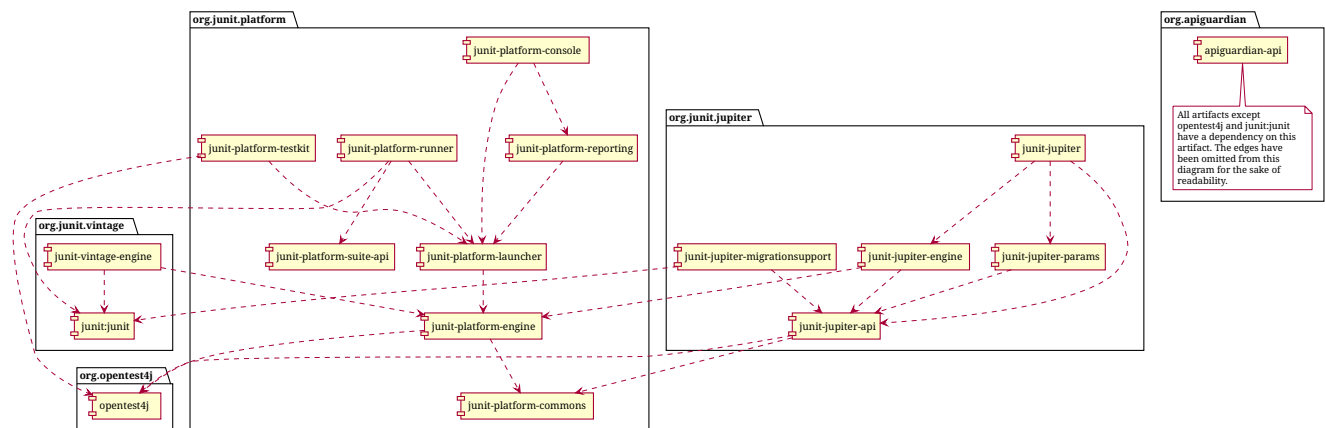 org.junit.platform
junit-platform-console
junit-platform-testkit
junit-platform-runner
junit-platform-reporting
junit-platform-suite-api
junit-platform-launcher
junit-platform-engine
junit-platform-commons
org.junit.jupiter
junit-jupiter
junit-jupiter-migrationsupport
junit-jupiter-engine
junit-jupiter-params
junit-jupiter-api
org.junit.vintage
junit-vintage-engine
junit:junit
org.opentest4j
opentest4j
org.apiguardian
apiguardian-api
All artifacts except
opentest4j and junit:junit
have a dependency on this
artifact. The edges have
been omitted from this
diagram for the sake of
readability.